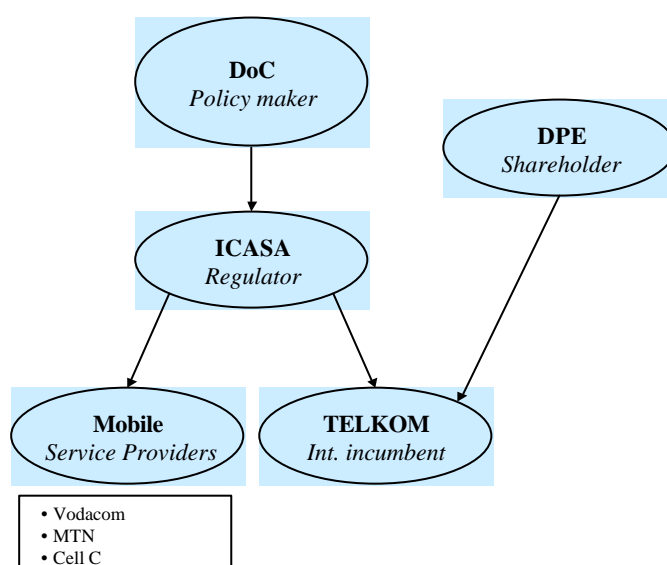 DoC
Policy maker
DPE
Shareholder
ICASA
Regulator
Mobile
Service Providers
TELKOM
Int. incumbent
• Vodacom
• MTN
• Cell C